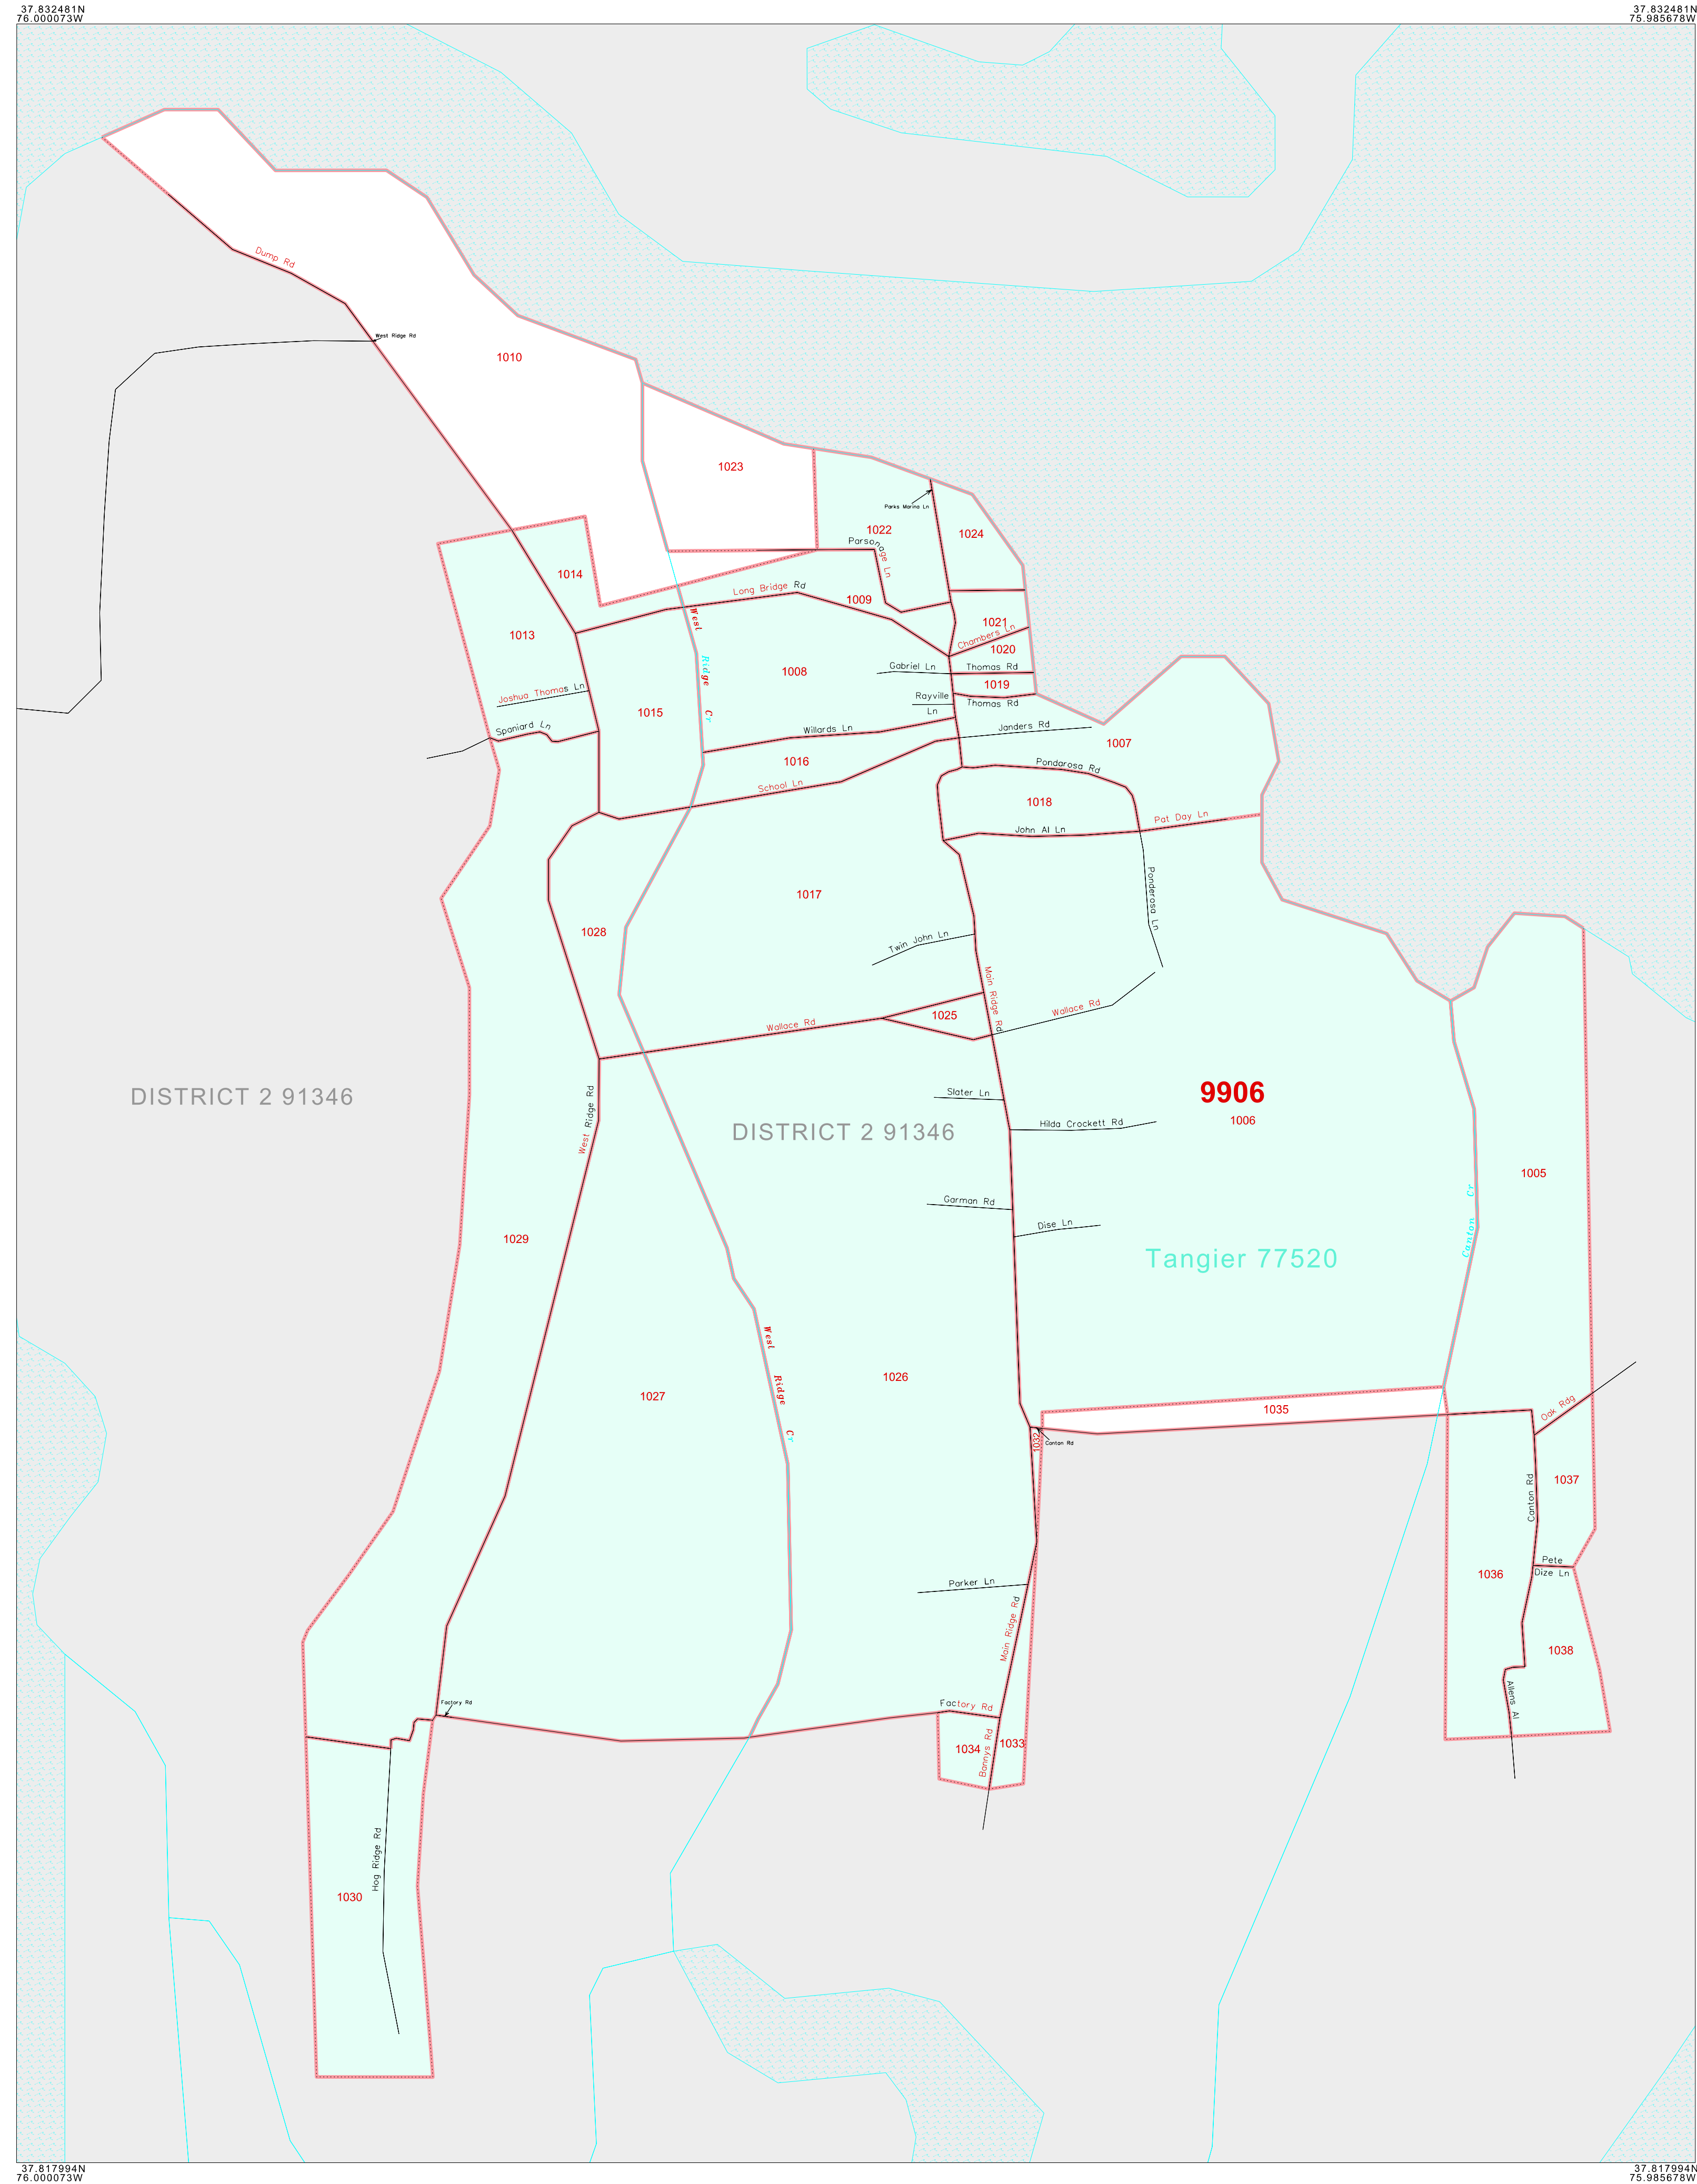 37.832481N
76.000073W
37.832481N
75.985678W
Dump Rd
West Ridge Rd
1010
1023
Parks Marina Ln
1022
1024
Parsonage Ln
1014
Long Bridge Rd
1009
West Ridge Cr
1021
Chambers Ln
1013
1020
Gabriel Ln
Thomas Rd
1008
1019
Joshua Thomas Ln
Rayville
Ln
Thomas Rd
1015
Spaniard Ln
Willards Ln
Janders Rd
1007
1016
Pondarosa Rd
School Ln
1018
John Al Ln
Pat Day Ln
1017
Ponderosa Ln
1028
Twin John Ln
Main Ridge Rd
Wallace Rd
1025
Wallace Rd
DISTRICT 2 91346
West Ridge Rd
Slater Ln
9906
1006
Hilda Crockett Rd
DISTRICT 2 91346
1005
Garman Rd
Canton Cr
Dise Ln
1029
Tangier 77520
West Ridge Cr
1026
1027
1035
Oak Rdg
1032
Canton Rd
1037
Canton Rd
Pete
Dize Ln
1036
Parker Ln
Main Ridge Rd
1038
Allens Al
Factory Rd
Factory Rd
1034
Bannys Rd
1033
Hog Ridge Rd
1030
37.817994N
76.000073W
37.817994N
75.985678W